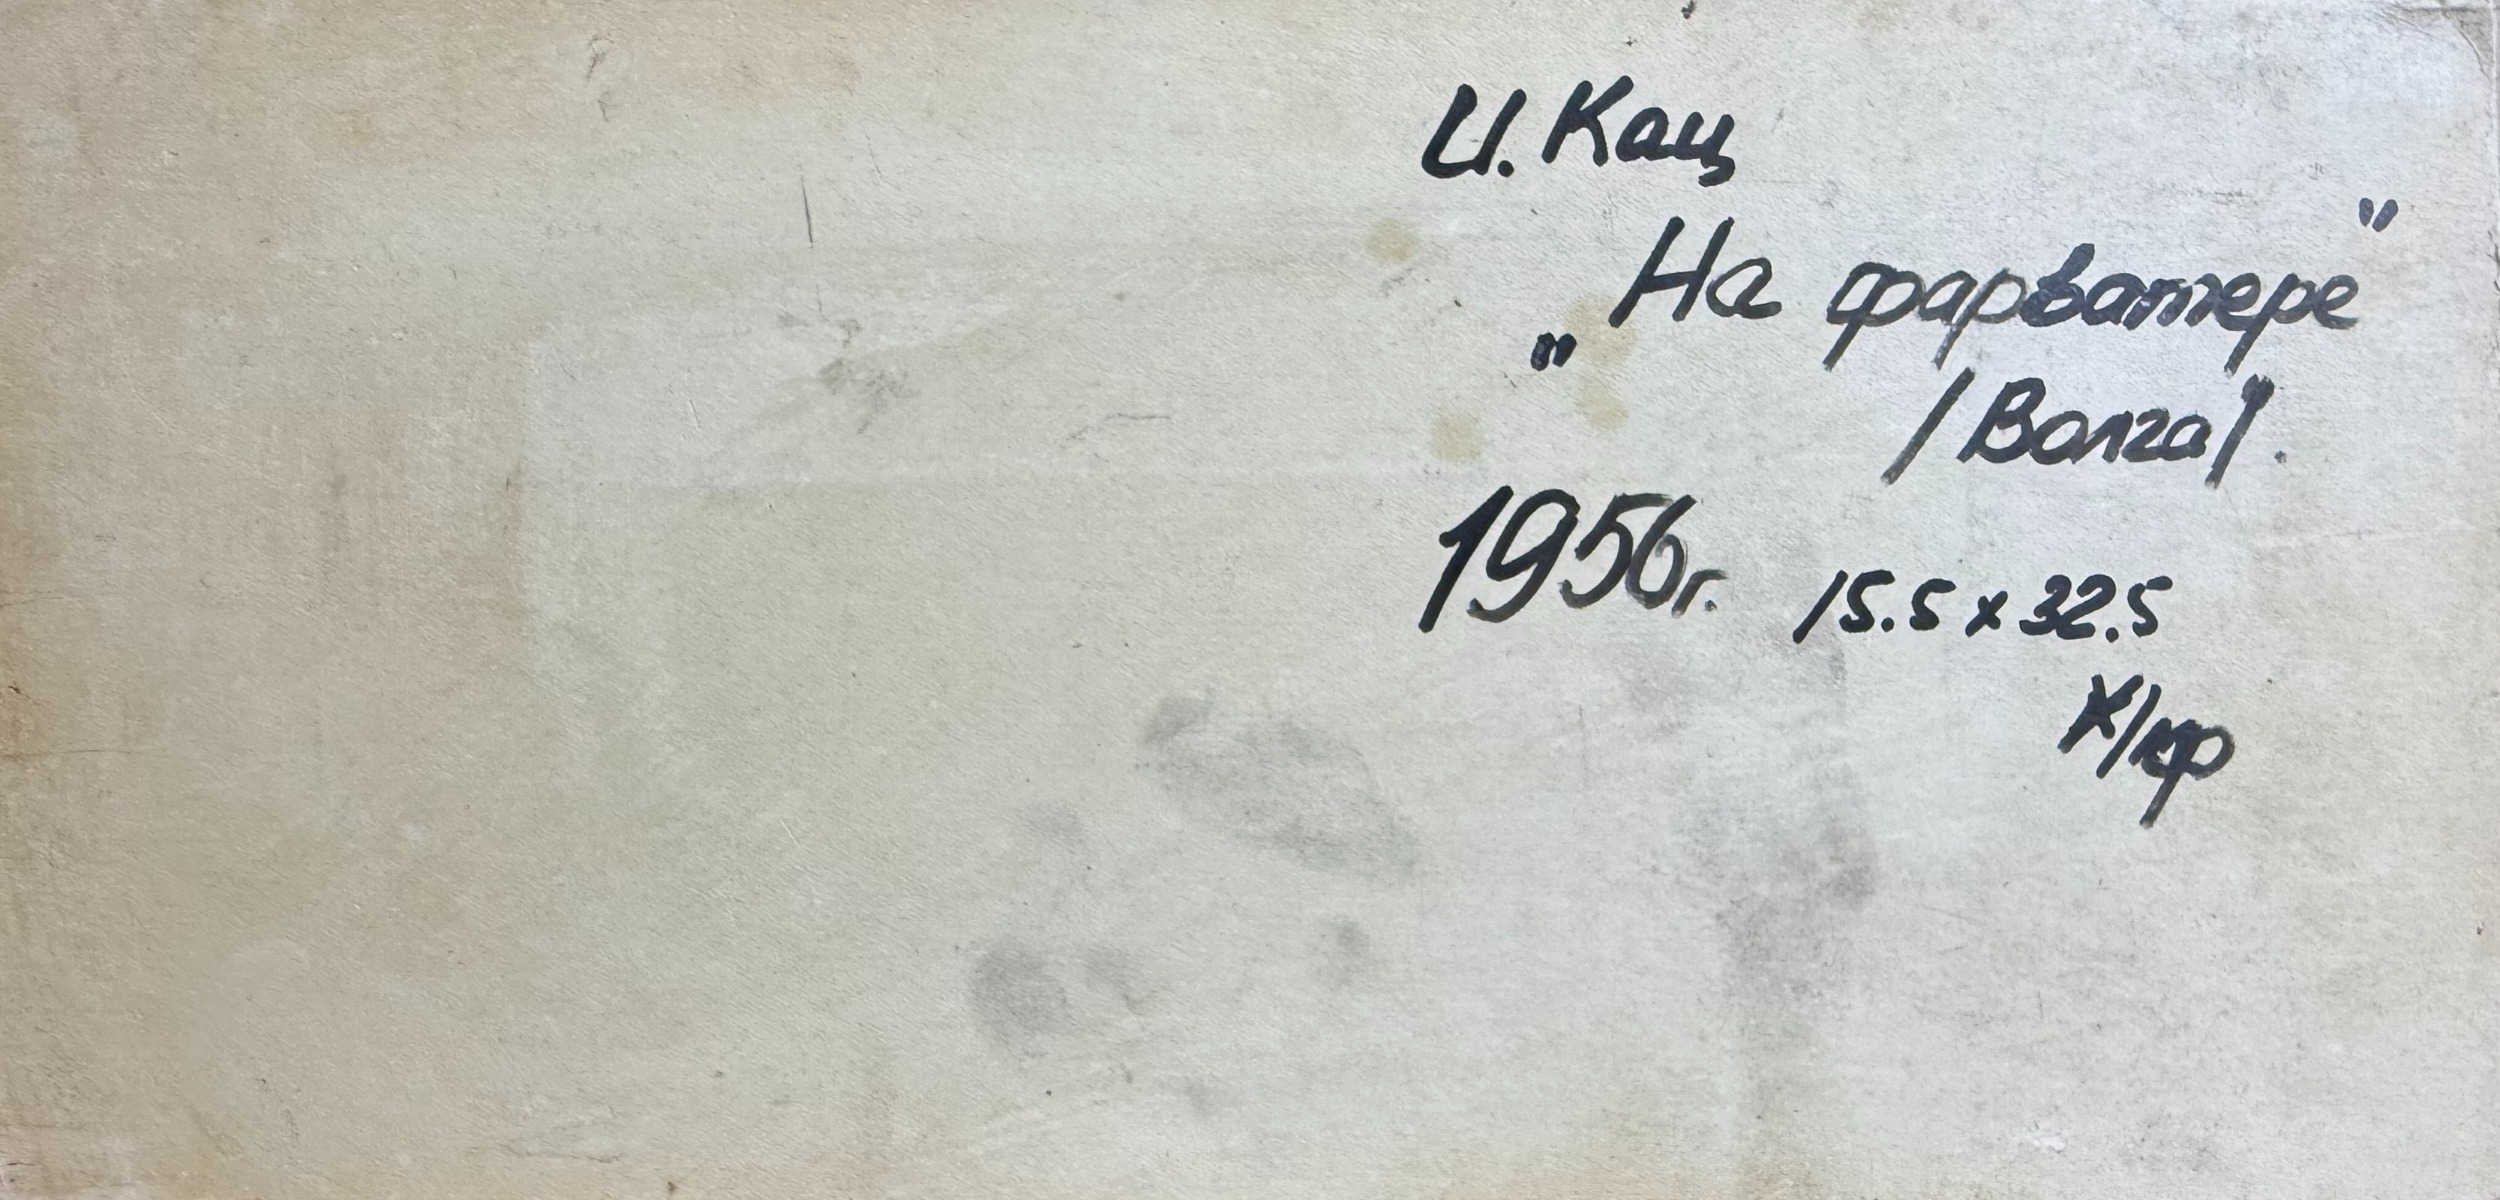 И. Кац
„На фарватере"
/Волга/.
1956г. 15.5 х 32.5